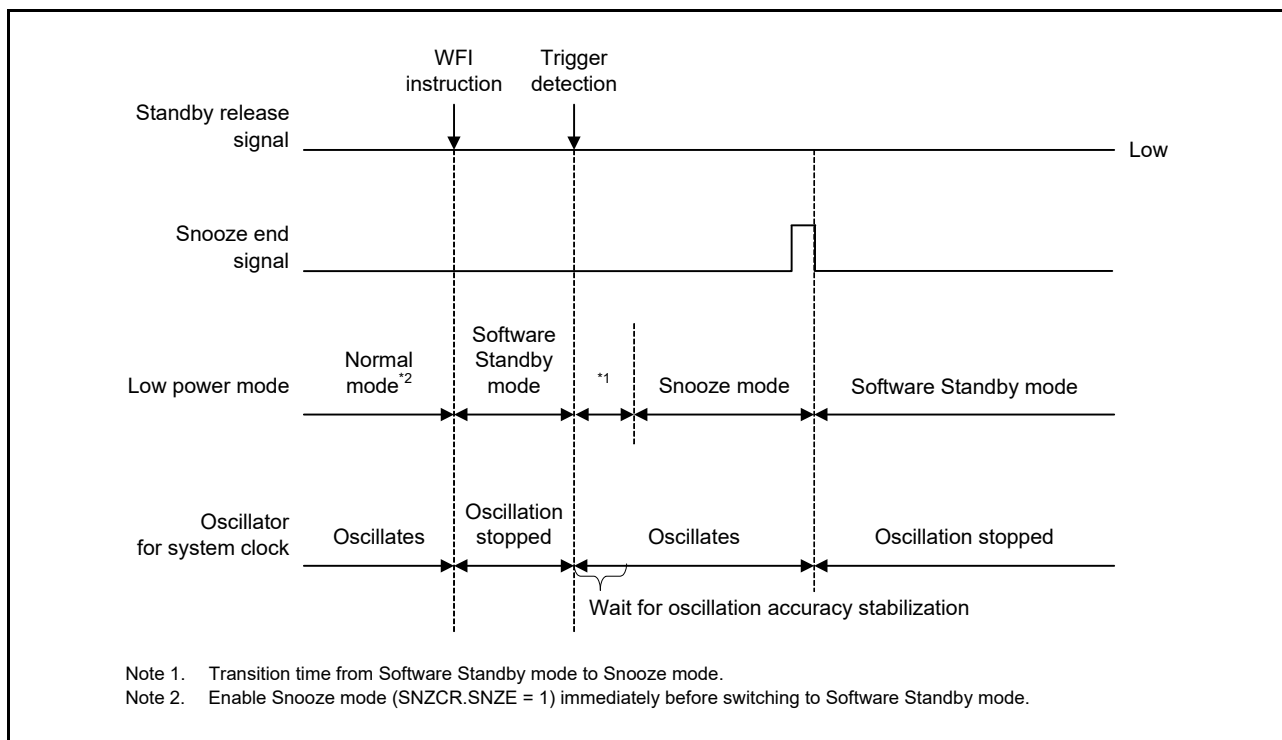 WFI
instruction
Trigger
detection
Standby release
signal
Low
Snooze end
signal
Low power mode
Normal
mode*2
Software
Standby
mode
*1
Snooze mode
Software Standby mode
Oscillator
for system clock
Oscillates
Oscillation
stopped
Oscillates
Oscillation stopped
Wait for oscillation accuracy stabilization
Note 1. Transition time from Software Standby mode to Snooze mode.
Note 2. Enable Snooze mode (SNZCR.SNZE = 1) immediately before switching to Software Standby mode.